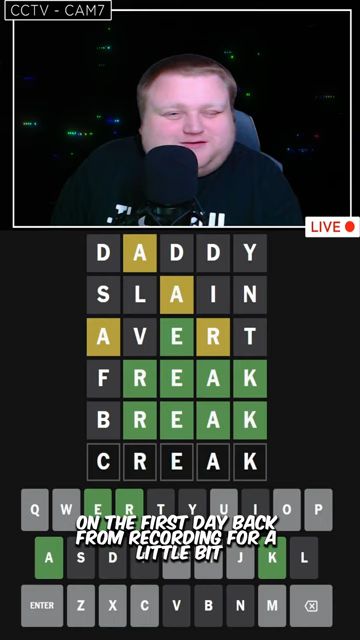 CCTV - CAM7
LIVE
D A D D Y
S L A I N
A V E R T
F R E A K
B R E A K
C R E A K
Q W E R T Y U I O P
ON THE FIRST DAY BACK
FROM RECORDING FOR A
LITTLE BIT
A S D J K L
ENTER Z X C V B N M